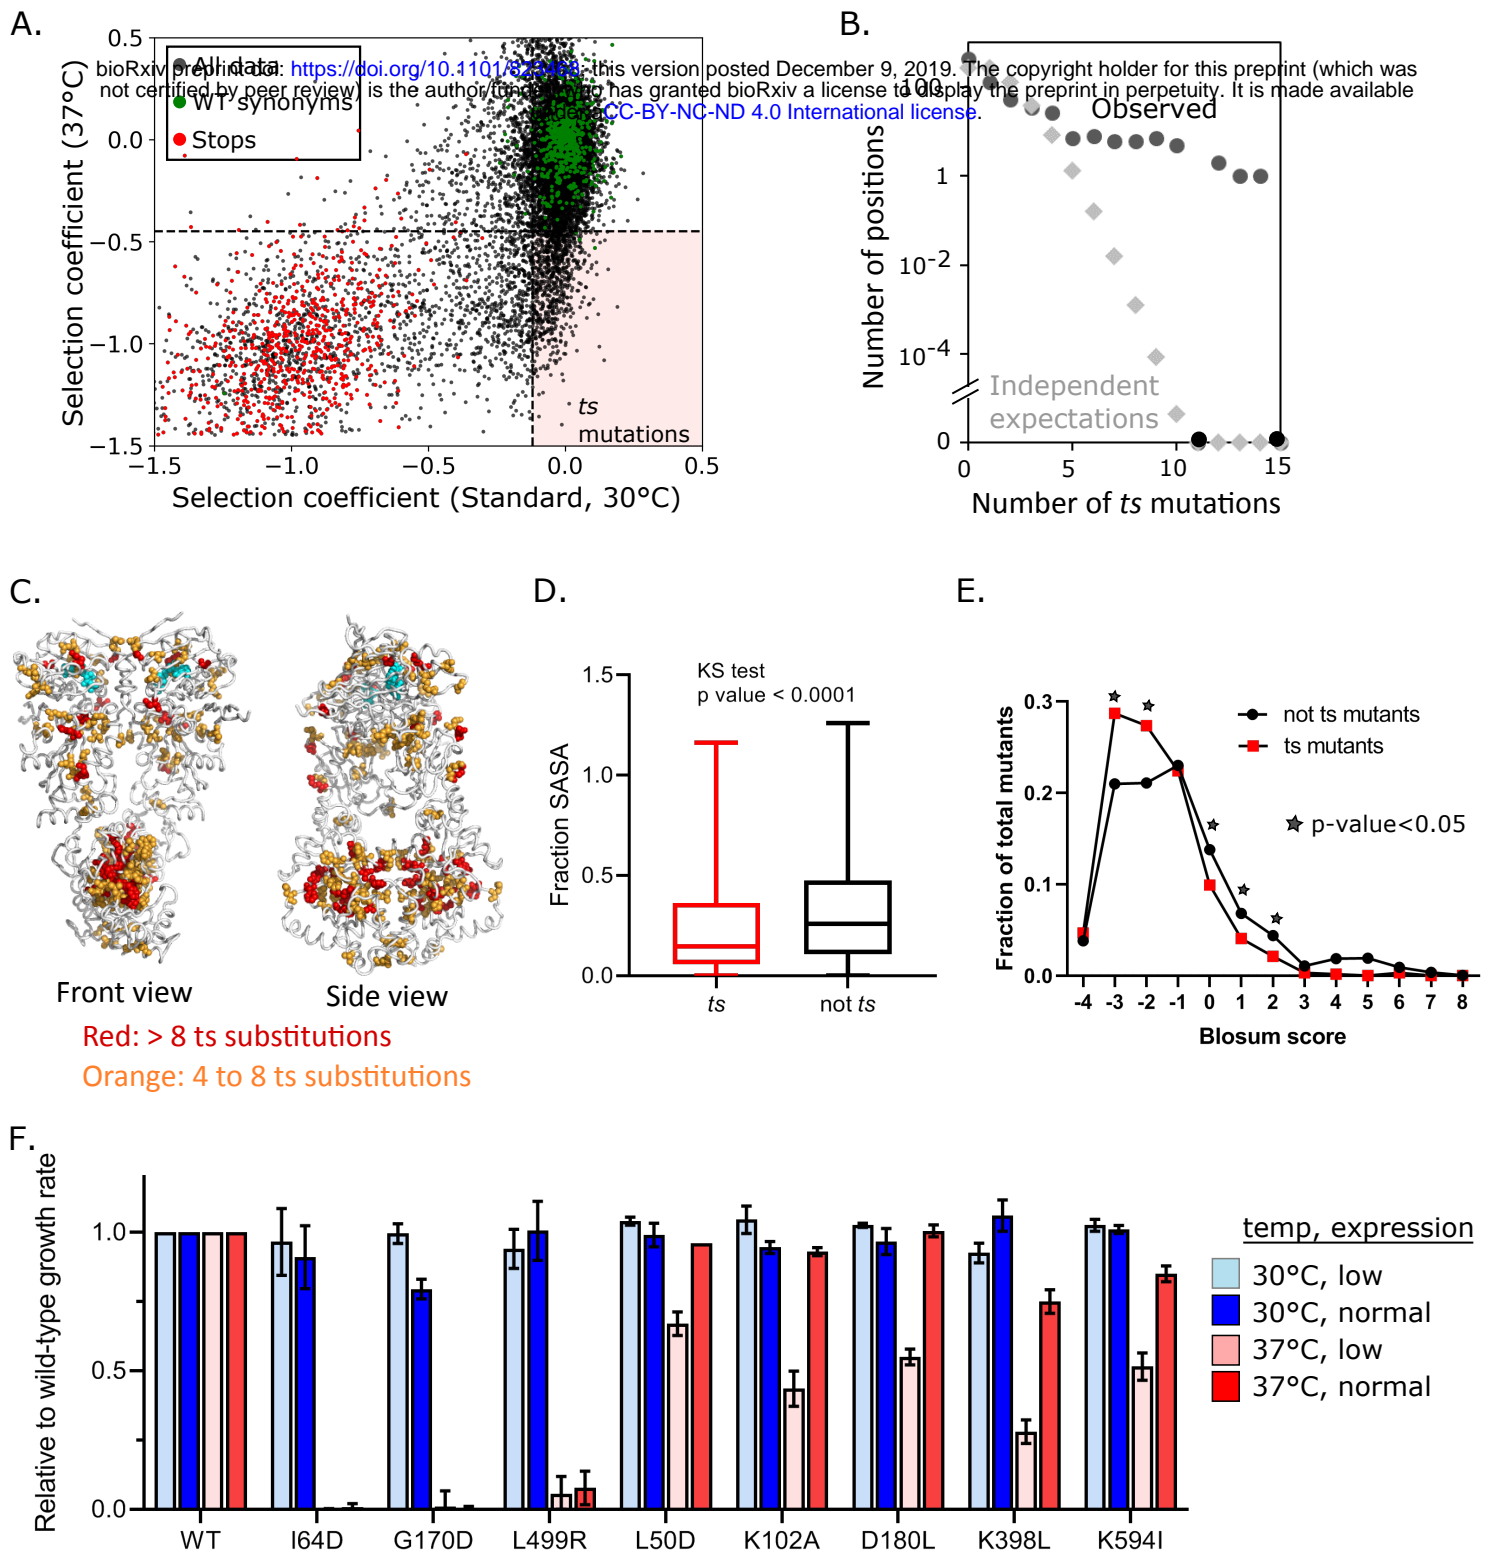 A.
B.
bioRxiv preprint doi: https://doi.org/10.1101/823468; this version posted December 9, 2019. The copyright holder for this preprint (which was
not certified by peer review) is the author/funder, who has granted bioRxiv a license to display the preprint in perpetuity. It is made available
under aCC-BY-NC-ND 4.0 International license.
All data
WT synonyms
Stops
0.5
0.0
−0.5
−1.0
−1.5
Selection coefficient (37°C)
ts
mutations
−1.5 −1.0 −0.5 0.0 0.5
Selection coefficient (Standard, 30°C)
100
1
10-2
10-4
0
Number of positions
Observed
Independent
expectations
0 5 10 15
Number of ts mutations
C.
Front view
Side view
Red: > 8 ts substitutions
Orange: 4 to 8 ts substitutions
D.
KS test
p value < 0.0001
1.5
1.0
0.5
0.0
Fraction SASA
ts
not ts
E.
0.3
0.2
0.1
0.0
Fraction of total mutants
not ts mutants
ts mutants
p-value<0.05
-4 -3 -2 -1 0 1 2 3 4 5 6 7 8
Blosum score
F.
Relative to wild-type growth rate
1.0
0.5
0.0
WT I64D G170D L499R L50D K102A D180L K398L K594I
temp, expression
30°C, low
30°C, normal
37°C, low
37°C, normal